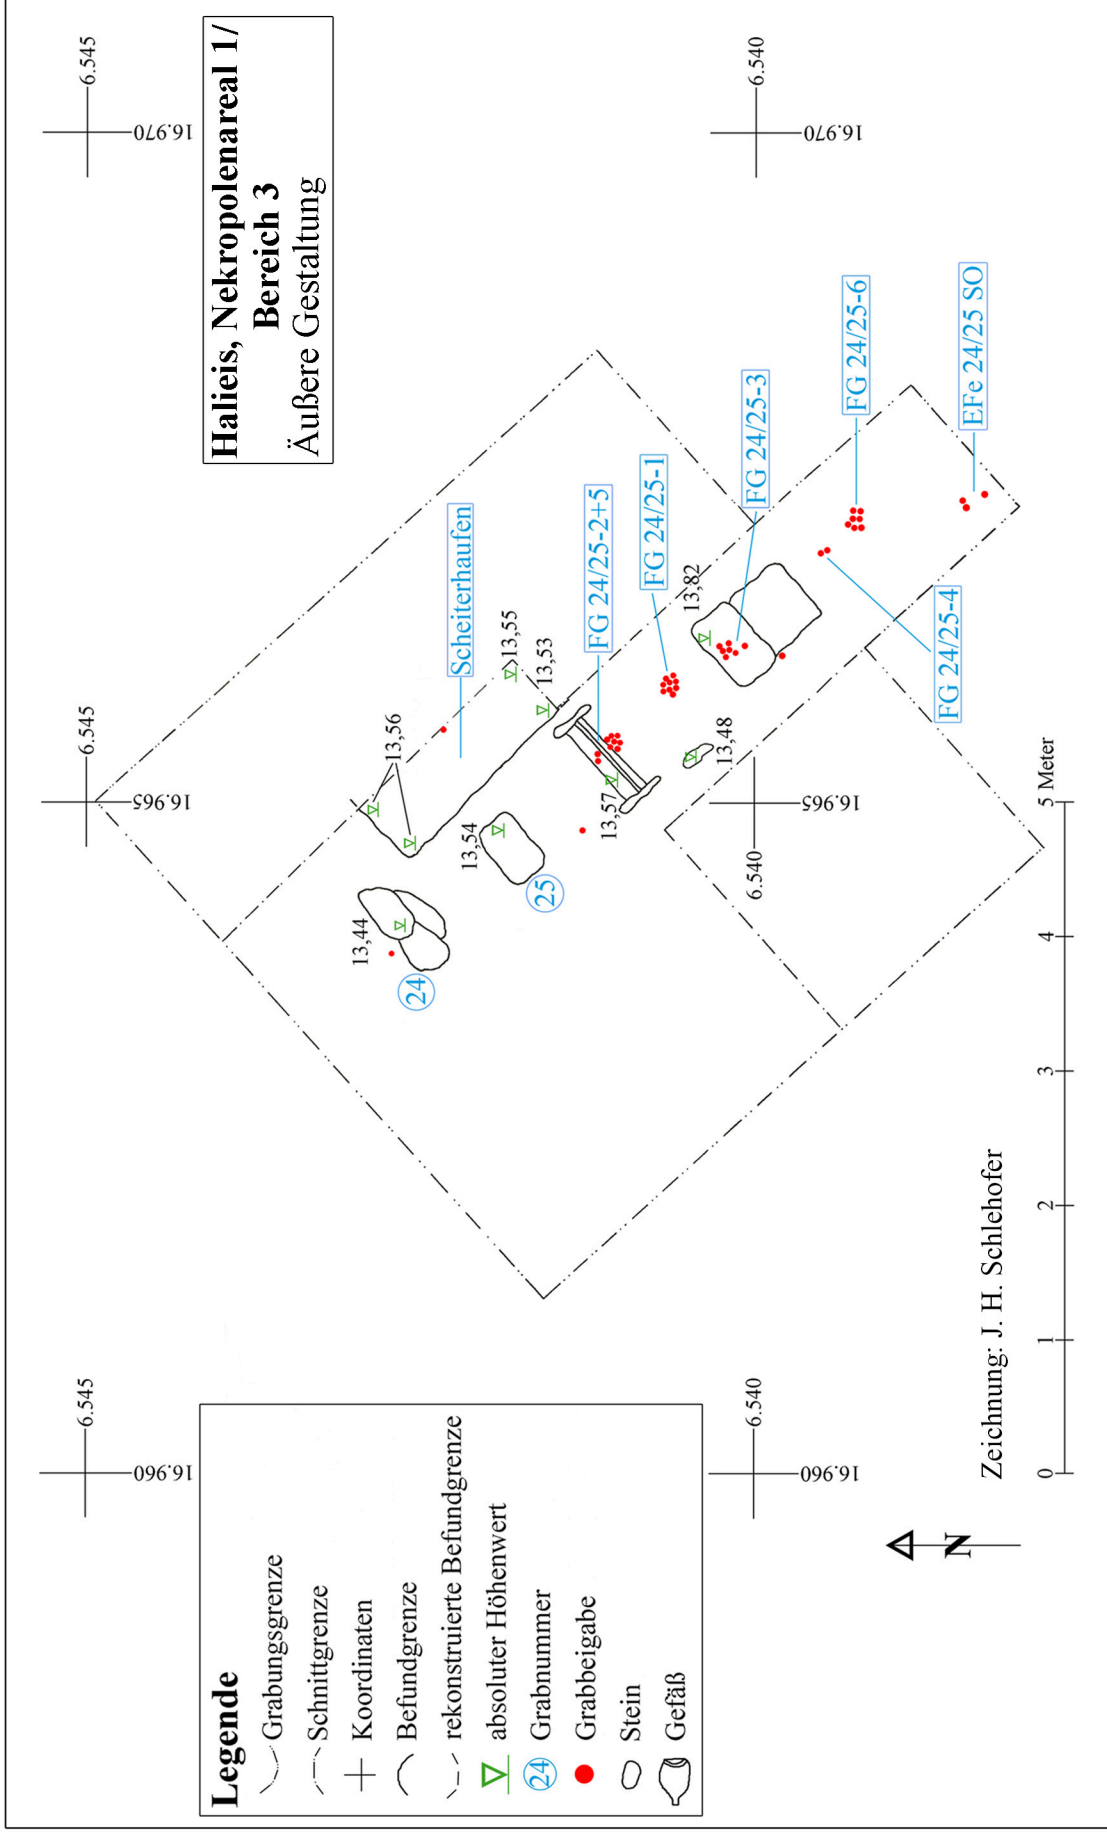 Halieis, Nekropolenareal 1/
Bereich 3
Äußere Gestaltung
6.545
16.960
6.545
16.965
6.545
16.970
6.540
16.960
6.540
16.965
6.540
16.970
13,44
24
13,56
Scheiterhaufen
13,55
13,53
13,54
25
13,57
FG 24/25-2+5
FG 24/25-1
13,48
13,82
FG 24/25-3
FG 24/25-6
FG 24/25-4
EFe 24/25 SO
Legende
Grabungsgrenze
Schnittgrenze
Koordinaten
Befundgrenze
rekonstruierte Befundgrenze
absoluter Höhenwert
24 Grabnummer
Grabbeigabe
Stein
Gefäß
N
Zeichnung: J. H. Schlehofer
0 1 2 3 4 5 Meter